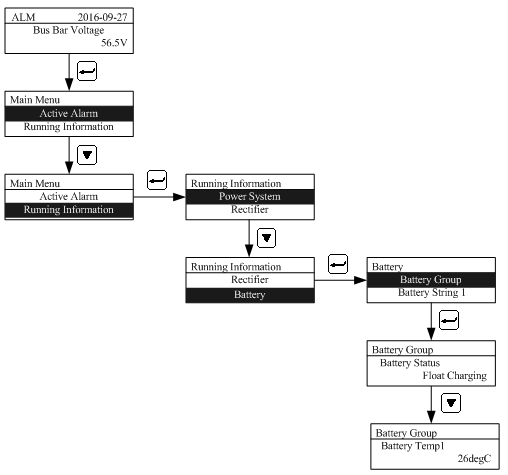 ALM 2016-09-27
Bus Bar Voltage
56.5V
Main Menu
Active Alarm
Running Information
Main Menu
Active Alarm
Running Information
Running Information
Power System
Rectifier
Running Information
Rectifier
Battery
Battery
Battery Group
Battery String 1
Battery Group
Battery Status
Float Charging
Battery Group
Battery Temp1
26degC